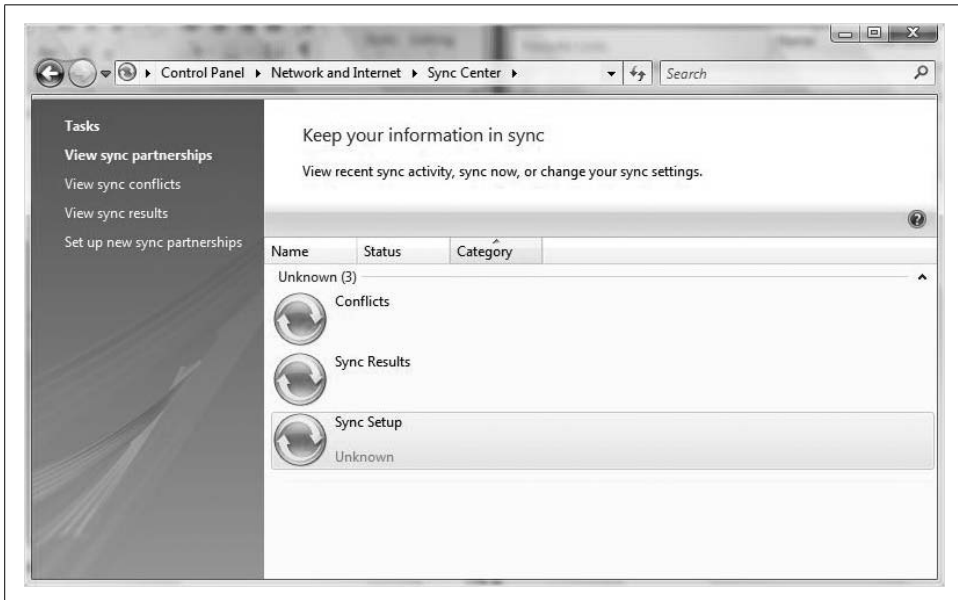 Control Panel ▸ Network and Internet ▸ Sync Center ▸
Search
Tasks
View sync partnerships
View sync conflicts
View sync results
Set up new sync partnerships
Keep your information in sync
View recent sync activity, sync now, or change your sync settings.
Name Status Category
Unknown (3)
Conflicts
Sync Results
Sync Setup
Unknown